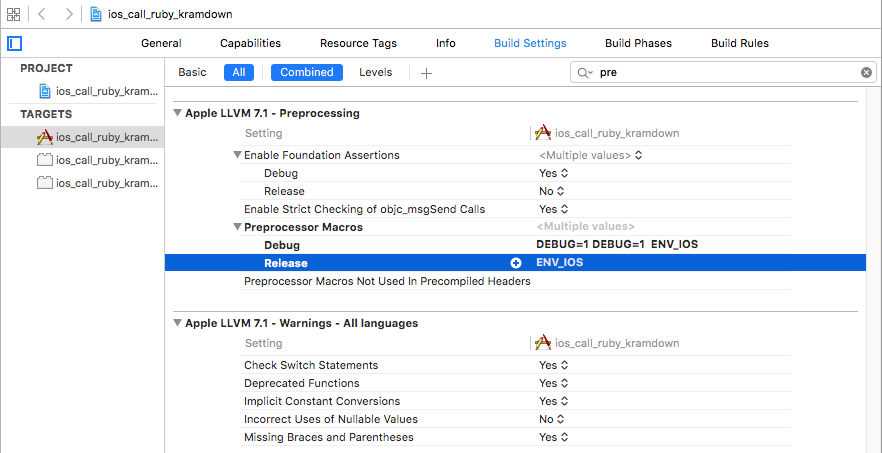 ios_call_ruby_kramdown
General Capabilities Resource Tags Info Build Settings Build Phases Build Rules
PROJECT
ios_call_ruby_kram...
TARGETS
ios_call_ruby_kram...
ios_call_ruby_kram...
ios_call_ruby_kram...
Basic All Combined Levels + pre
Apple LLVM 7.1 - Preprocessing
Setting ios_call_ruby_kramdown
Enable Foundation Assertions <Multiple values>
Debug Yes
Release No
Enable Strict Checking of objc_msgSend Calls Yes
Preprocessor Macros <Multiple values>
Debug DEBUG=1 DEBUG=1 ENV_IOS
Release ENV_IOS
Preprocessor Macros Not Used In Precompiled Headers
Apple LLVM 7.1 - Warnings - All languages
Setting ios_call_ruby_kramdown
Check Switch Statements Yes
Deprecated Functions Yes
Implicit Constant Conversions Yes
Incorrect Uses of Nullable Values No
Missing Braces and Parentheses Yes